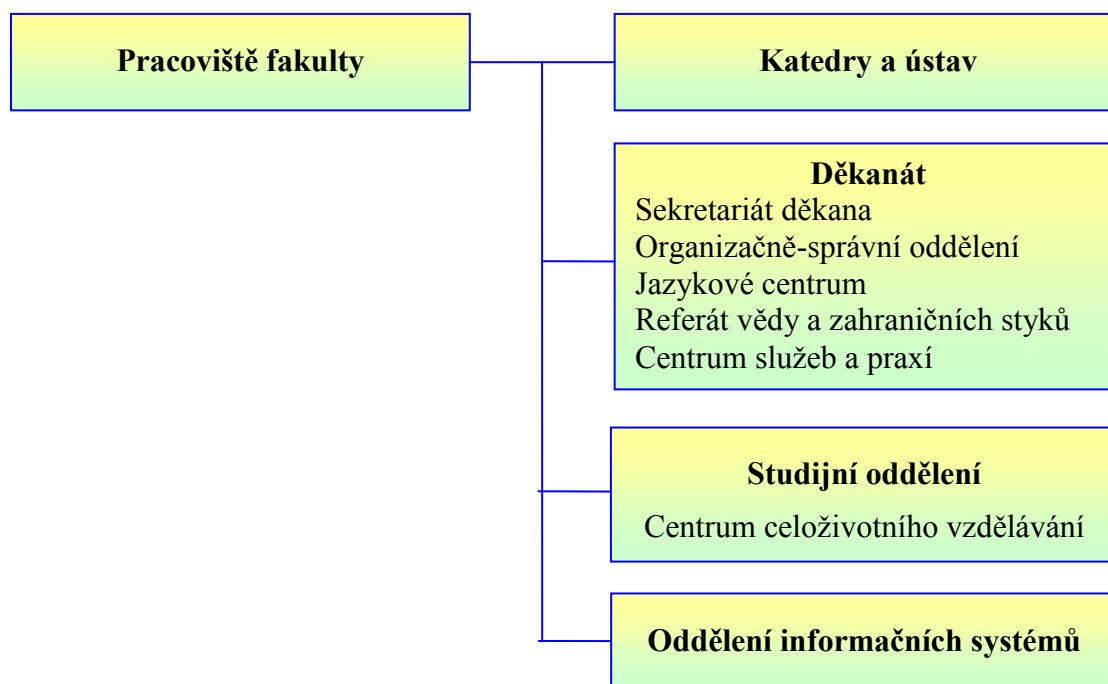 Pracoviště fakulty
Katedry a ústav
Děkanát
Sekretariát děkana
Organizačně-správní oddělení
Jazykové centrum
Referát vědy a zahraničních styků
Centrum služeb a praxí
Studijní oddělení
Centrum celoživotního vzdělávání
Oddělení informačních systémů